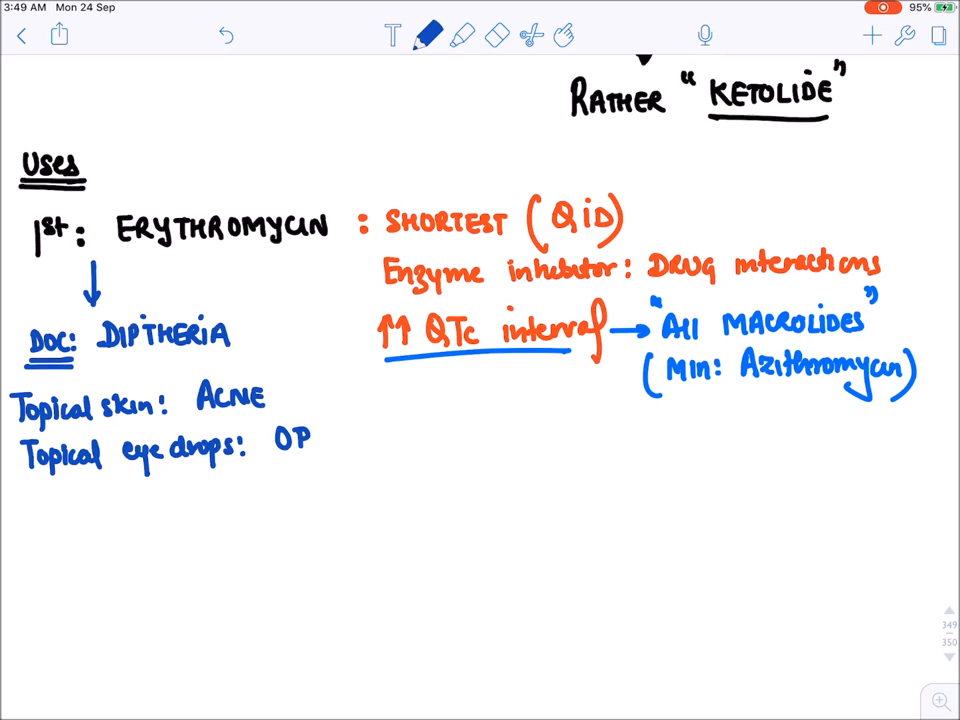 3:49 AM Mon 24 Sep
95%
RATHER "KETOLIDE"
Uses
1st: ERYTHROMYCIN : SHORTEST (QiD)
Enzyme inhibitor: DRUG interactions
DOC: DIPTHERIA
↑↑ QTc interval → "All MACROLIDES"
(Min: Azithromycin)
Topical skin: ACNE
Topical eye drops: OP
349
350